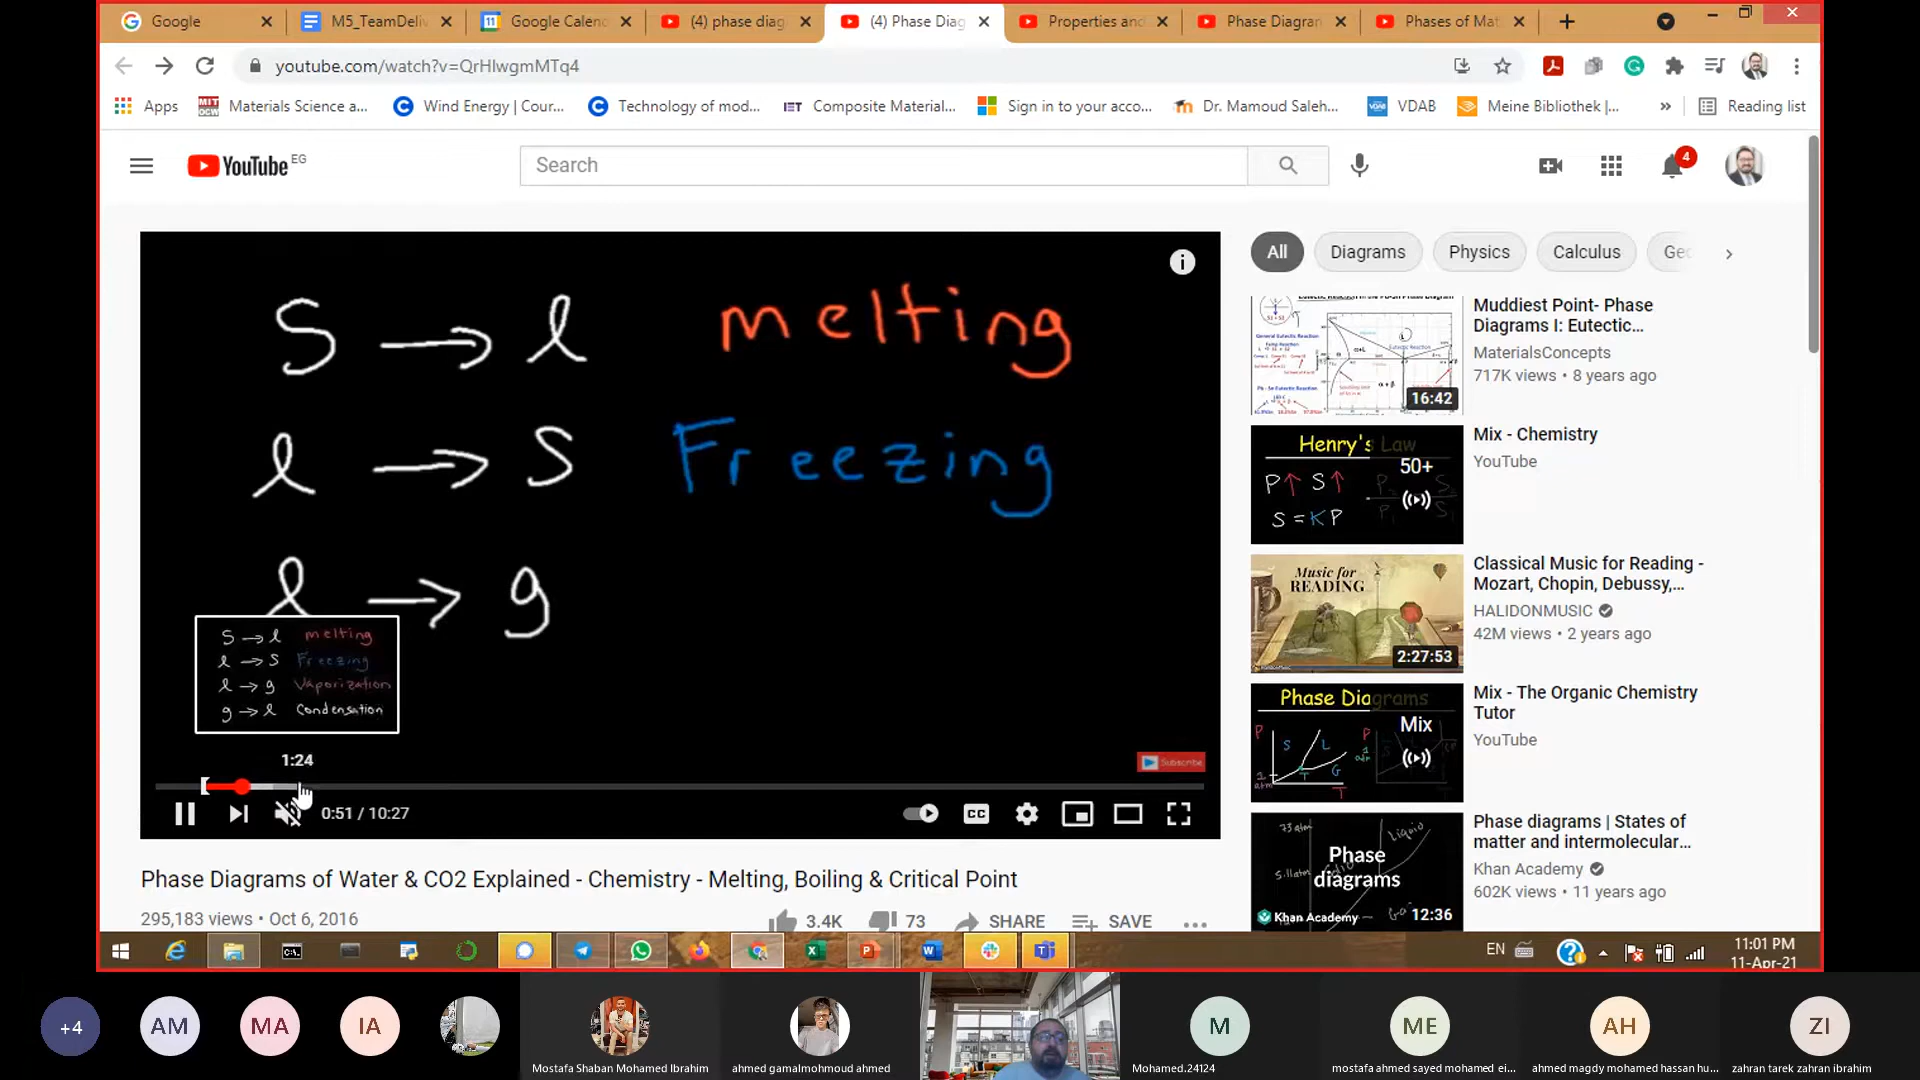 Google
M5_TeamDeliv
Google Calend
(4) phase diag
(4) Phase Diag
Properties and
Phase Diagran
Phases of Mat
youtube.com/watch?v=QrHlwgmMTq4
Apps
Materials Science a...
Wind Energy | Cour...
Technology of mod...
Composite Material...
Sign in to your acco...
Dr. Mamoud Saleh...
VDAB
Meine Bibliothek |...
»
Reading list
YouTube EG
Search
4
S → l melting
l → S Freezing
l → g
S → l melting
l → S Freezing
l → g Vaporization
g → l Condensation
1:24
Subscribe
0:51 / 10:27
CC
Phase Diagrams of Water & CO2 Explained - Chemistry - Melting, Boiling & Critical Point
295,183 views • Oct 6, 2016
3.4K
73
SHARE
SAVE
All
Diagrams
Physics
Calculus
Geo
Muddiest Point- Phase
Diagrams I: Eutectic...
MaterialsConcepts
717K views • 8 years ago
16:42
Henry's Law
P↑ S↑
S = K P
50+
Mix - Chemistry
YouTube
Music for
READING
2:27:53
Classical Music for Reading -
Mozart, Chopin, Debussy,...
HALIDONMUSIC
42M views • 2 years ago
Phase Diagrams
Mix
Mix - The Organic Chemistry
Tutor
YouTube
Phase
diagrams
Khan Academy
12:36
Phase diagrams | States of
matter and intermolecular...
Khan Academy
602K views • 11 years ago
EN
11:01 PM
11-Apr-21
+4
AM
MA
IA
M
ME
AH
ZI
Mostafa Shaban Mohamed Ibrahim
ahmed gamalmohmoud ahmed
Mohamed.24124
mostafa ahmed sayed mohamed ei...
ahmed magdy mohamed hassan hu...
zahran tarek zahran ibrahim